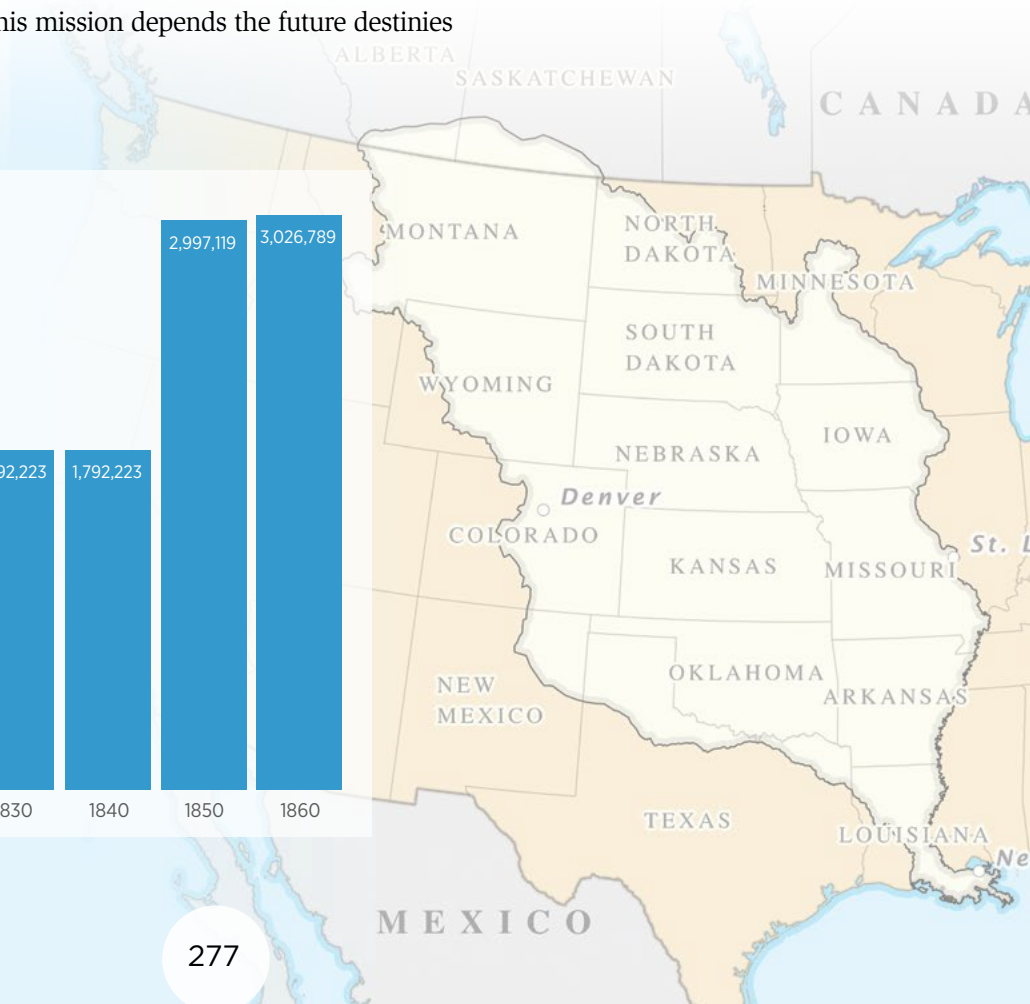 his mission depends the future destinies
ALBERTA
SASKATCHEWAN
CANADA
2,997,119
3,026,789
MONTANA
NORTH
DAKOTA
MINNESOTA
SOUTH
DAKOTA
WYOMING
IOWA
NEBRASKA
92,223
1,792,223
Denver
COLORADO
St. L
KANSAS
MISSOURI
OKLAHOMA
ARKANSAS
NEW
MEXICO
830
1840
1850
1860
TEXAS
LOUISIANA
Ne
MEXICO
277